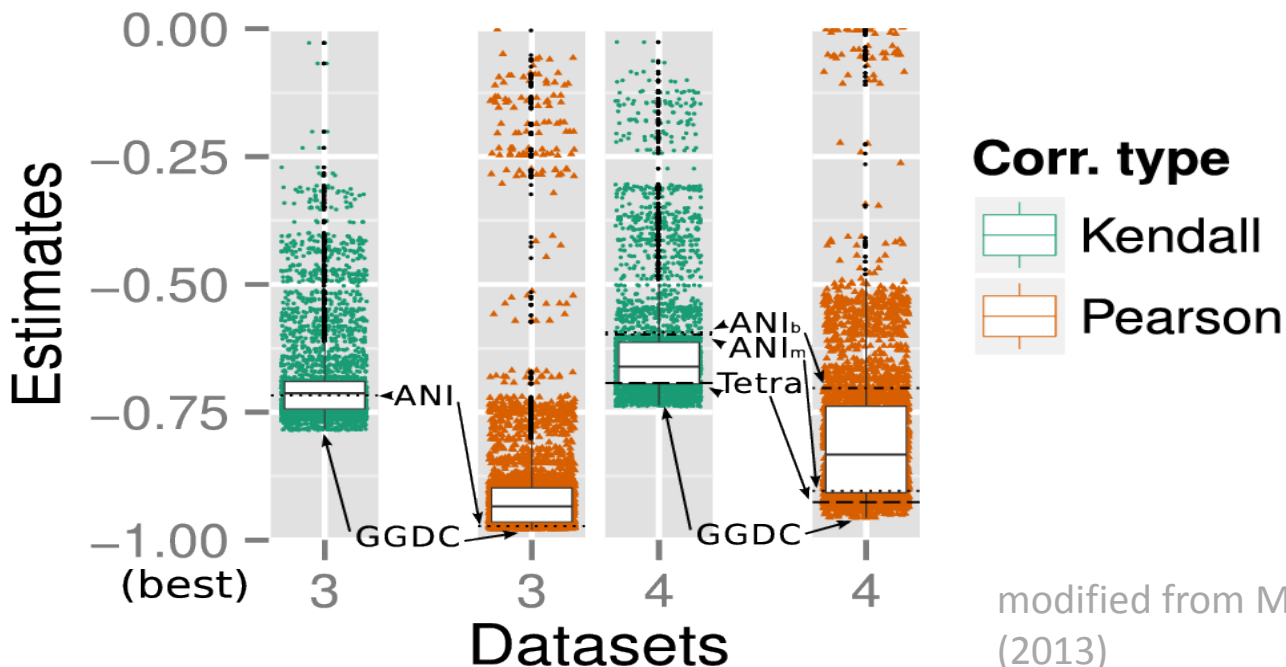 Estimates
0.00
−0.25
−0.50
−0.75
−1.00
(best)
ANI
GGDC
ANIb
ANIm
Tetra
GGDC
3
3
4
4
Datasets
Corr. type
Kendall
Pearson
modified from M
(2013)